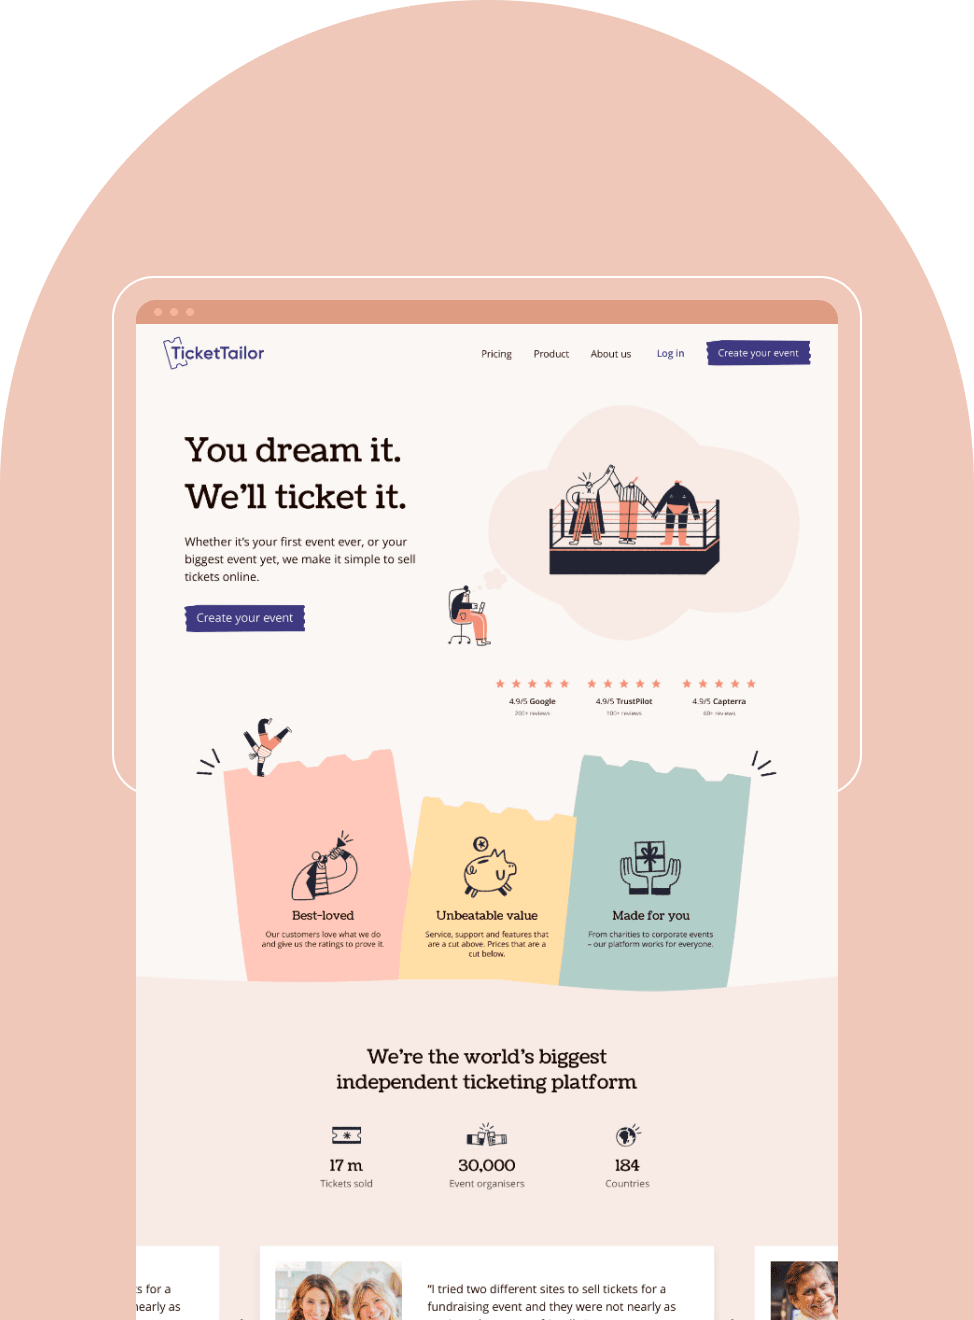 TicketTailor
Pricing Product About us Log in Create your event
You dream it.
We'll ticket it.
Whether it's your first event ever, or your
biggest event yet, we make it simple to sell
tickets online.
Create your event
4.9/5 Google 4.9/5 TrustPilot 4.9/5 Capterra
200+ reviews 100+ reviews 60+ reviews
Best-loved
Our customers love what we do
and give us the ratings to prove it.
Unbeatable value
Service, support and features that
are a cut above. Prices that are a
cut below.
Made for you
From charities to corporate events
– our platform works for everyone.
We're the world's biggest
independent ticketing platform
17 m
Tickets sold
30,000
Event organisers
184
Countries
s for a
nearly as
“I tried two different sites to sell tickets for a
fundraising event and they were not nearly as